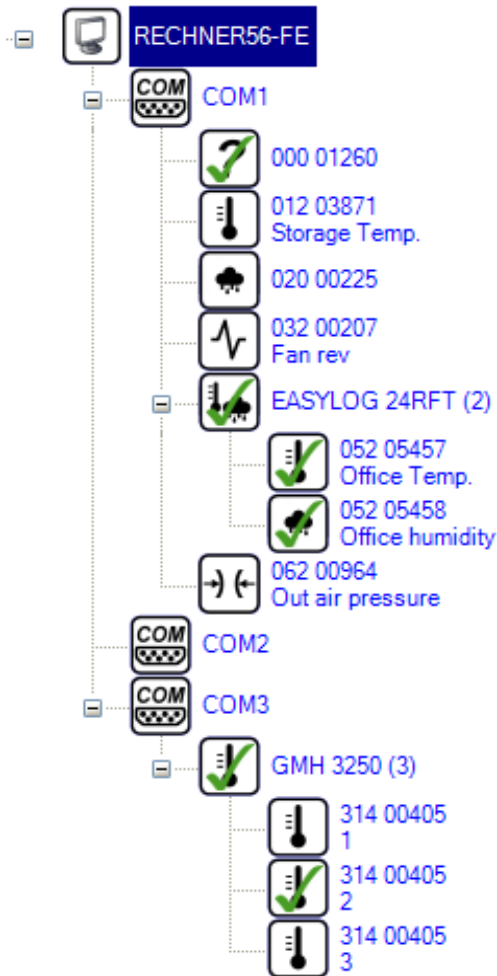 RECHNER56-FE
COM COM1
000 01260
012 03871
Storage Temp.
020 00225
032 00207
Fan rev
EASYLOG 24RFT (2)
052 05457
Office Temp.
052 05458
Office humidity
062 00964
Out air pressure
COM COM2
COM COM3
GMH 3250 (3)
314 00405
1
314 00405
2
314 00405
3